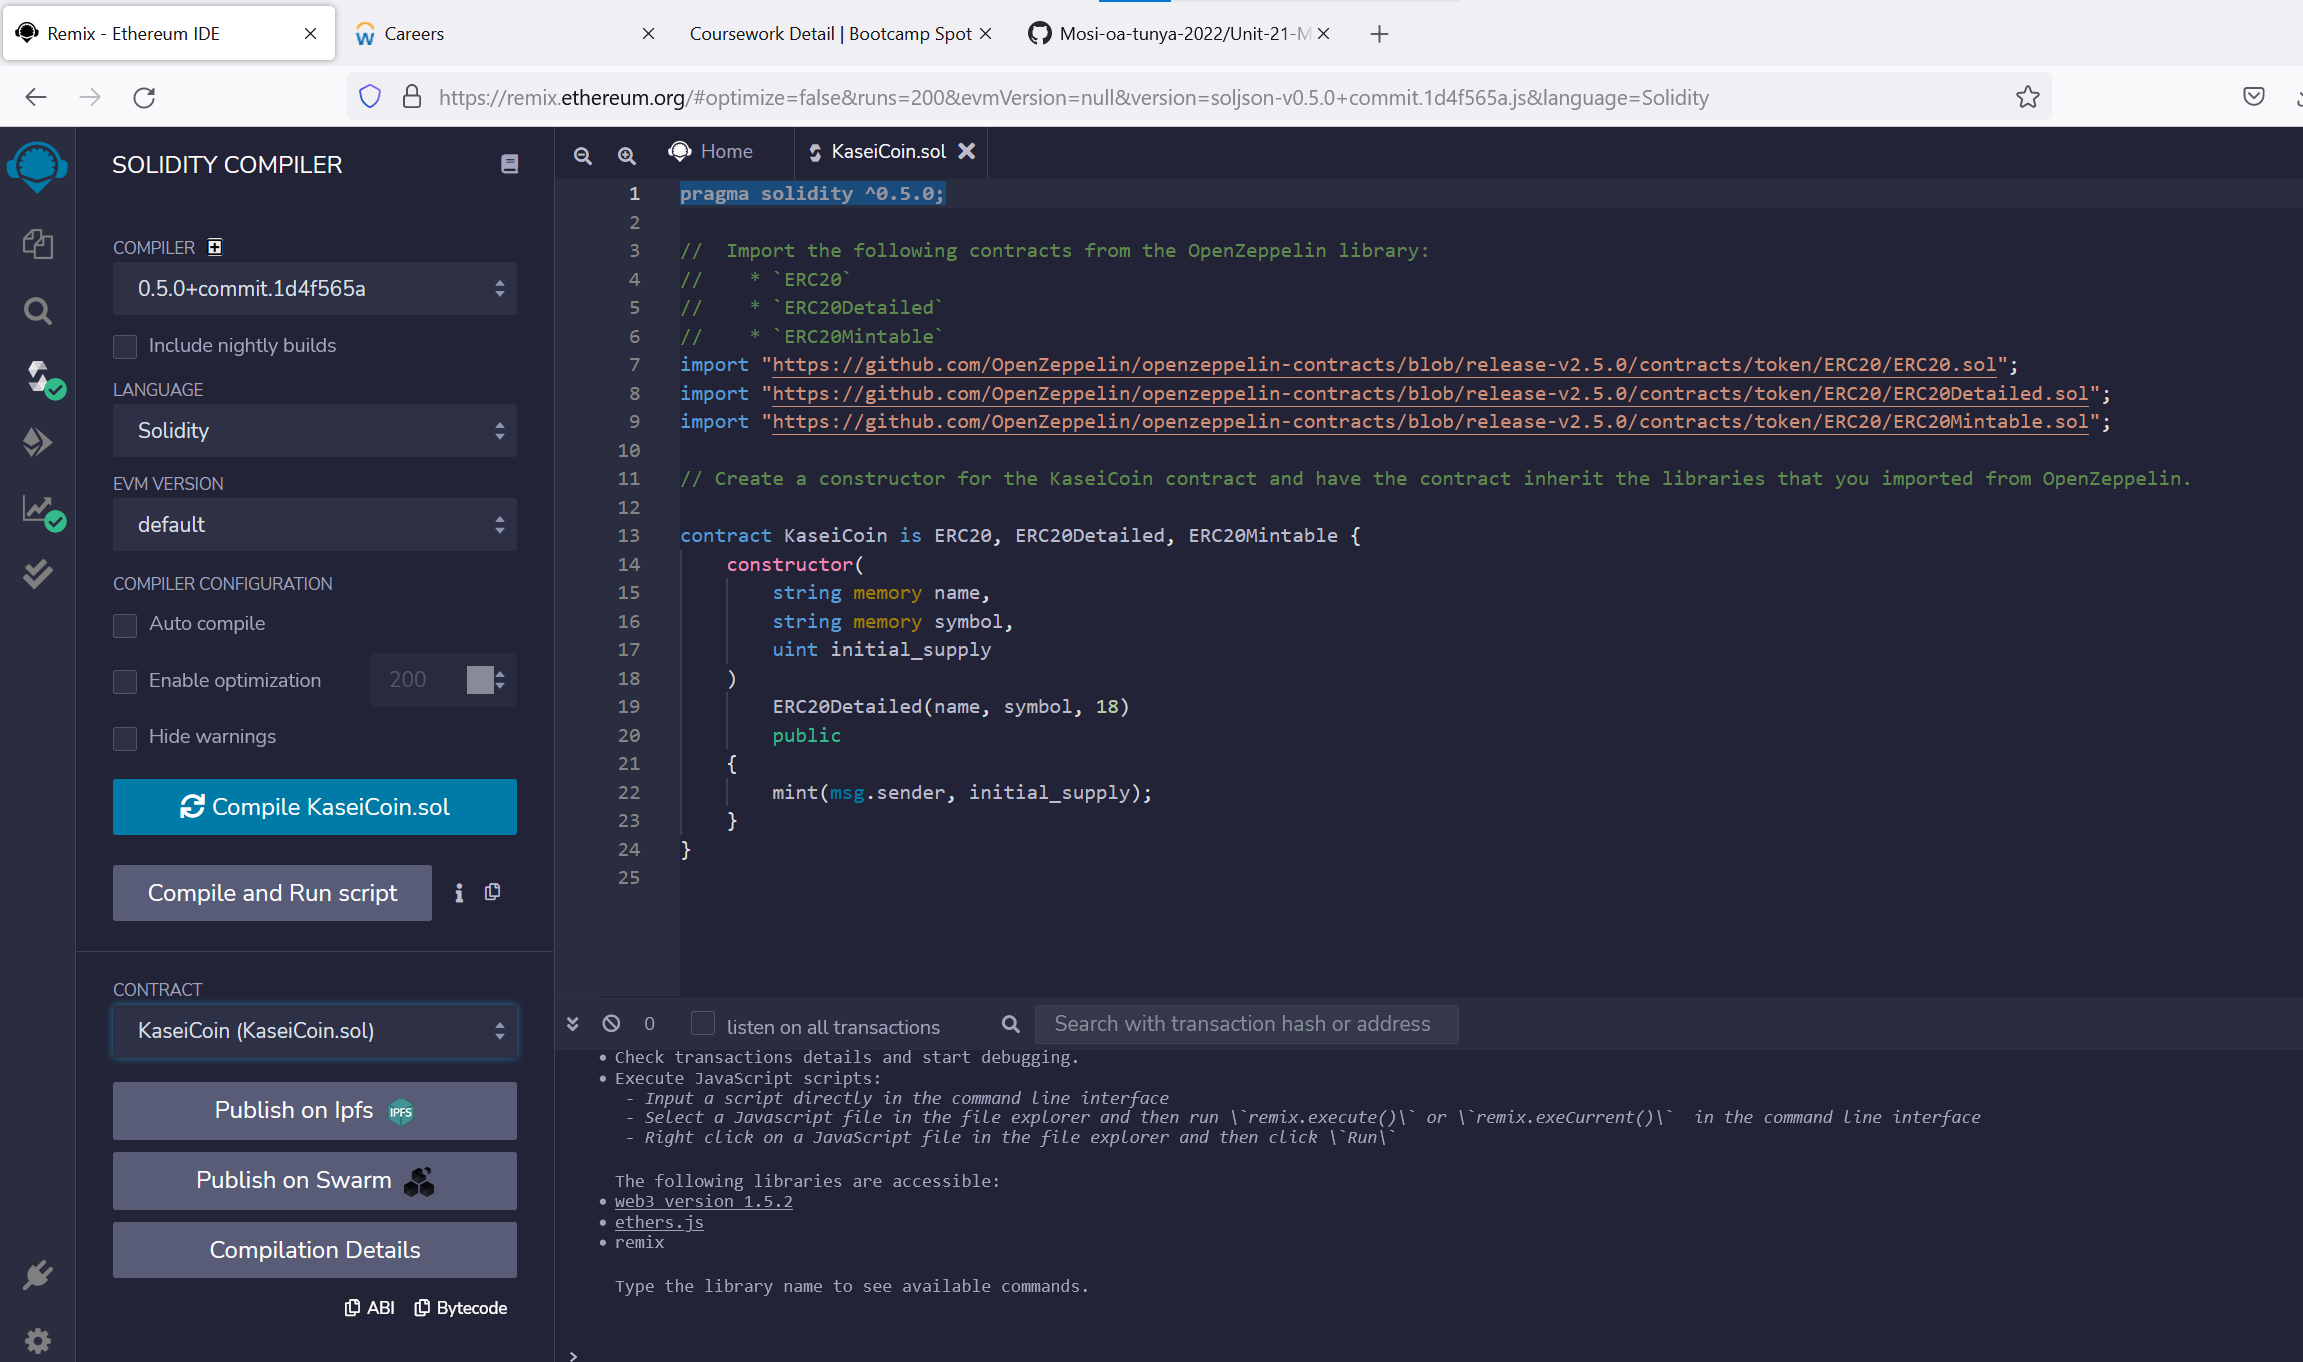 Remix - Ethereum IDE
Careers
Coursework Detail | Bootcamp Spot
Mosi-oa-tunya-2022/Unit-21-M
https://remix.ethereum.org/#optimize=false&runs=200&evmVersion=null&version=soljson-v0.5.0+commit.1d4f565a.js&language=Solidity
SOLIDITY COMPILER
COMPILER
0.5.0+commit.1d4f565a
Include nightly builds
LANGUAGE
Solidity
EVM VERSION
default
COMPILER CONFIGURATION
Auto compile
Enable optimization
200
Hide warnings
Compile KaseiCoin.sol
Compile and Run script
CONTRACT
KaseiCoin (KaseiCoin.sol)
Publish on Ipfs
IPFS
Publish on Swarm
Compilation Details
ABI
Bytecode
Home
KaseiCoin.sol
1 pragma solidity ^0.5.0;
2
3 //  Import the following contracts from the OpenZeppelin library:
4 //    * `ERC20`
5 //    * `ERC20Detailed`
6 //    * `ERC20Mintable`
7 import "https://github.com/OpenZeppelin/openzeppelin-contracts/blob/release-v2.5.0/contracts/token/ERC20/ERC20.sol";
8 import "https://github.com/OpenZeppelin/openzeppelin-contracts/blob/release-v2.5.0/contracts/token/ERC20/ERC20Detailed.sol";
9 import "https://github.com/OpenZeppelin/openzeppelin-contracts/blob/release-v2.5.0/contracts/token/ERC20/ERC20Mintable.sol";
10
11 // Create a constructor for the KaseiCoin contract and have the contract inherit the libraries that you imported from OpenZeppelin.
12
13 contract KaseiCoin is ERC20, ERC20Detailed, ERC20Mintable {
14     constructor(
15         string memory name,
16         string memory symbol,
17         uint initial_supply
18     )
19         ERC20Detailed(name, symbol, 18)
20         public
21     {
22         mint(msg.sender, initial_supply);
23     }
24 }
25
0
listen on all transactions
Search with transaction hash or address
• Check transactions details and start debugging.
• Execute JavaScript scripts:
- Input a script directly in the command line interface
- Select a Javascript file in the file explorer and then run \`remix.execute()\` or \`remix.exeCurrent()\`  in the command line interface
- Right click on a JavaScript file in the file explorer and then click \`Run\`
The following libraries are accessible:
• web3 version 1.5.2
• ethers.js
• remix
Type the library name to see available commands.
>